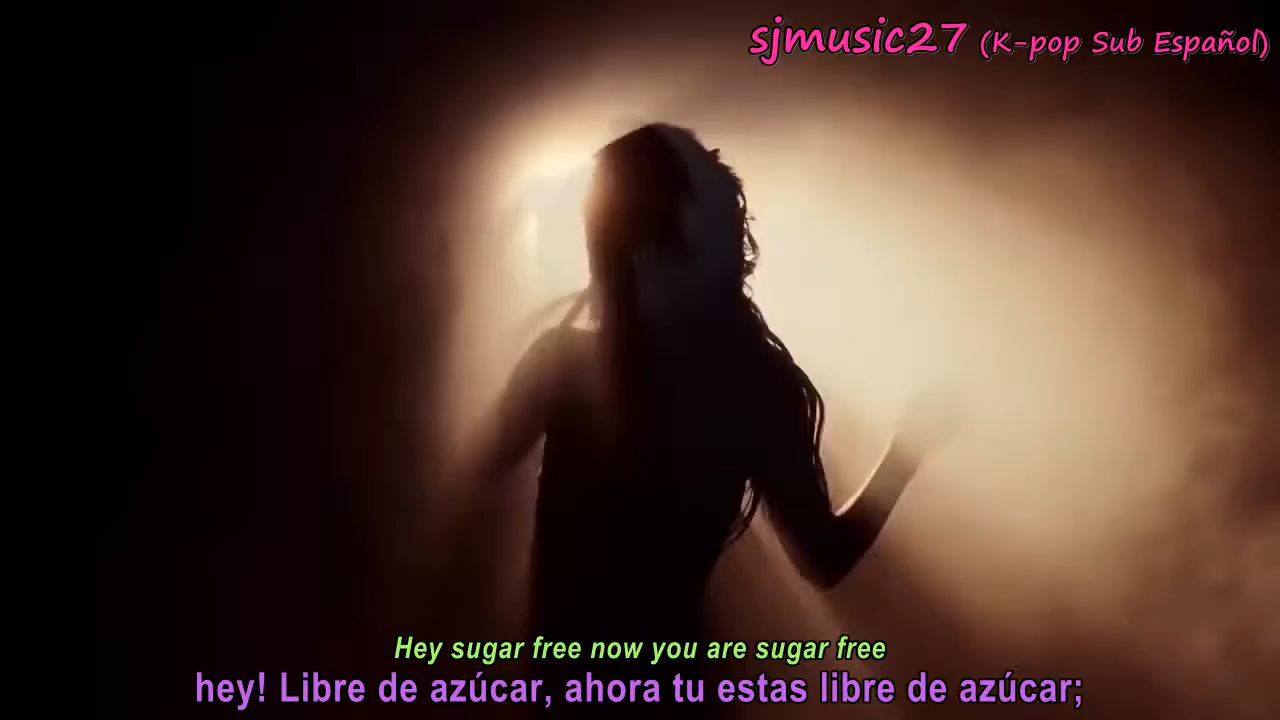 sjmusic27 (K-pop Sub Español)
Hey sugar free now you are sugar free
hey! Libre de azúcar, ahora tu estas libre de azúcar;